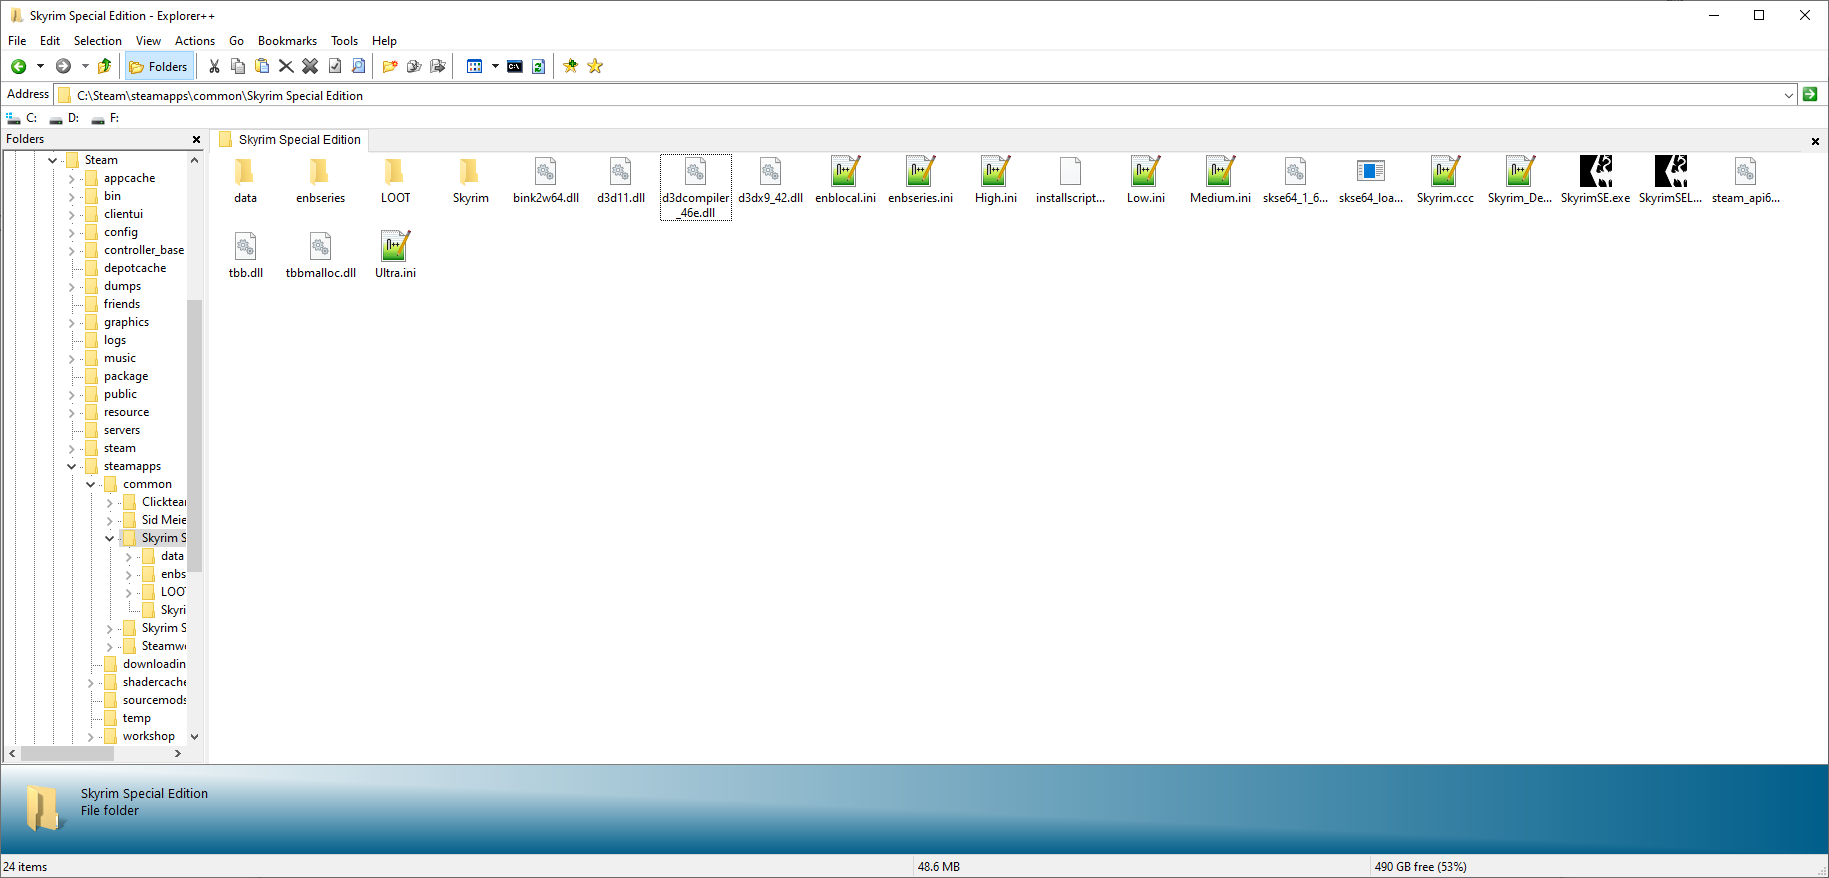 Skyrim Special Edition - Explorer++
File Edit Selection View Actions Go Bookmarks Tools Help
Folders
Address C:\Steam\steamapps\common\Skyrim Special Edition
C: D: F:
Folders
Steam
appcache
bin
clientui
config
controller_base
depotcache
dumps
friends
graphics
logs
music
package
public
resource
servers
steam
steamapps
common
Clicktear
Sid Meie
Skyrim S
data
enbs
LOO
Skyri
Skyrim S
Steamwo
downloadin
shadercache
sourcemods
temp
workshop
Skyrim Special Edition
data enbseries LOOT Skyrim bink2w64.dll d3d11.dll d3dcompiler_46e.dll d3dx9_42.dll enblocal.ini enbseries.ini High.ini installscript... Low.ini Medium.ini skse64_1_6... skse64_loa... Skyrim.ccc Skyrim_De... SkyrimSE.exe SkyrimSEL... steam_api6...
tbb.dll tbbmalloc.dll Ultra.ini
Skyrim Special Edition
File folder
24 items 48.6 MB 490 GB free (53%)